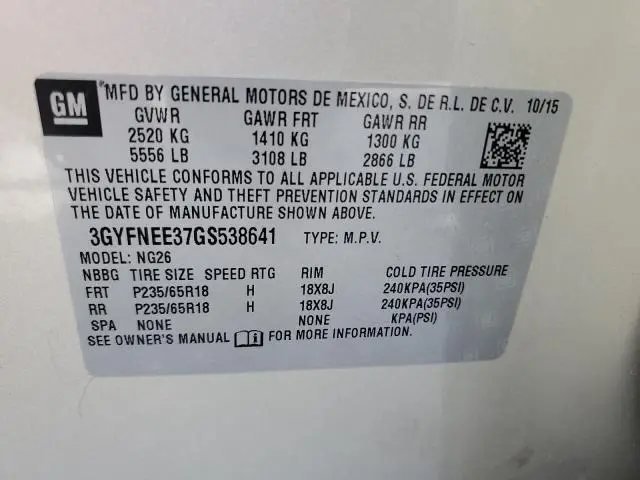 GM
*MFD BY GENERAL MOTORS DE MEXICO, S. DE R.L. DE C.V. 10/15
GVWR GAWR FRT GAWR RR
2520 KG 1410 KG 1300 KG
5556 LB 3108 LB 2866 LB
THIS VEHICLE CONFORMS TO ALL APPLICABLE U.S. FEDERAL MOTOR
VEHICLE SAFETY AND THEFT PREVENTION STANDARDS IN EFFECT ON
THE DATE OF MANUFACTURE SHOWN ABOVE.
3GYFNEE37GS538641 TYPE: M.P.V.
MODEL: NG26
NBBG TIRE SIZE SPEED RTG RIM COLD TIRE PRESSURE
FRT P235/65R18 H 18X8J 240KPA(35PSI)
RR P235/65R18 H 18X8J 240KPA(35PSI)
SPA NONE NONE KPA(PSI)
SEE OWNER'S MANUAL FOR MORE INFORMATION.